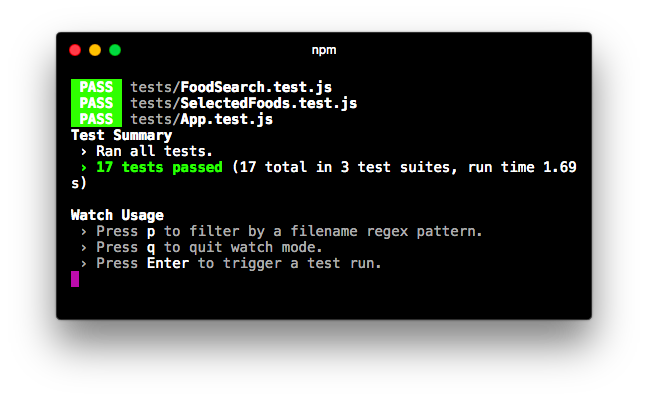 npm
PASS tests/FoodSearch.test.js
PASS tests/SelectedFoods.test.js
PASS tests/App.test.js
Test Summary
› Ran all tests.
› 17 tests passed (17 total in 3 test suites, run time 1.69
s)
Watch Usage
› Press p to filter by a filename regex pattern.
› Press q to quit watch mode.
› Press Enter to trigger a test run.